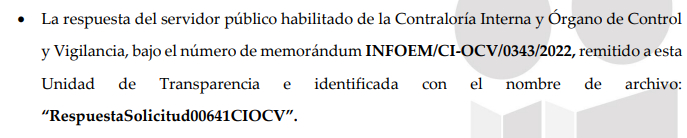 • La respuesta del servidor público habilitado de la Contraloría Interna y Órgano de Control
y Vigilancia, bajo el número de memorándum INFOEM/CI-OCV/0343/2022, remitido a esta
Unidad de Transparencia e identificada con el nombre de archivo:
“RespuestaSolicitud00641CIOCV”.